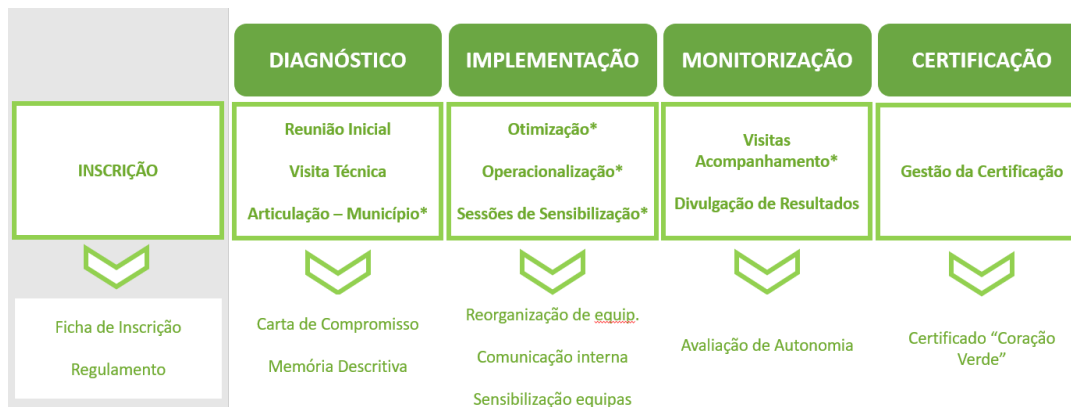 DIAGNÓSTICO
IMPLEMENTAÇÃO
MONITORIZAÇÃO
CERTIFICAÇÃO
INSCRIÇÃO
Reunião Inicial
Visita Técnica
Articulação – Município*
Otimização*
Operacionalização*
Sessões de Sensibilização*
Visitas
Acompanhamento*
Divulgação de Resultados
Gestão da Certificação
Ficha de Inscrição
Regulamento
Carta de Compromisso
Memória Descritiva
Reorganização de equip.
Comunicação interna
Sensibilização equipas
Avaliação de Autonomia
Certificado “Coração
Verde”